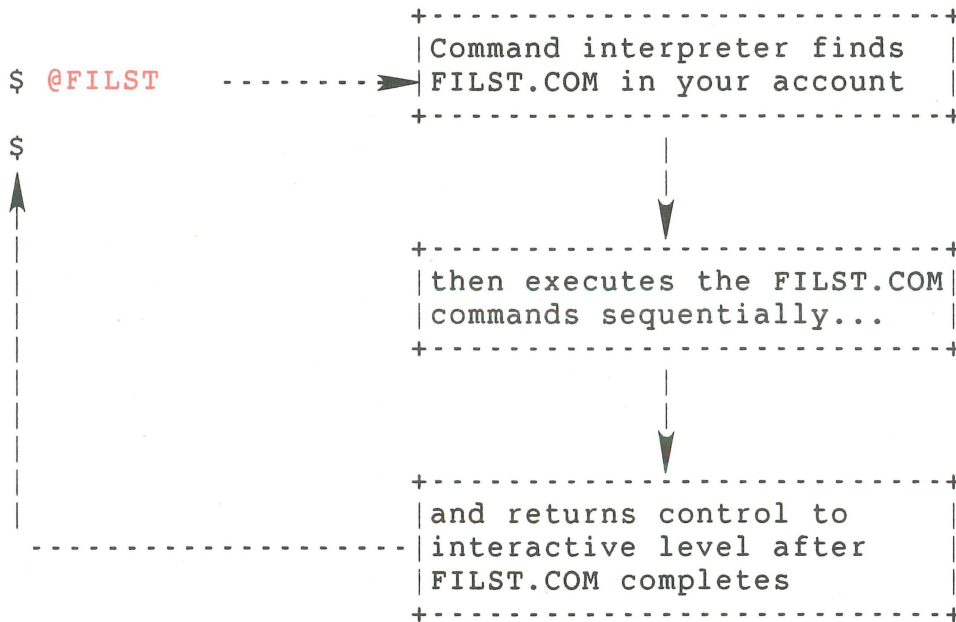 Command interpreter finds
$ @FILST
FILST.COM in your account
$
then executes the FILST.COM
commands sequentially...
and returns control to
interactive level after
FILST.COM completes